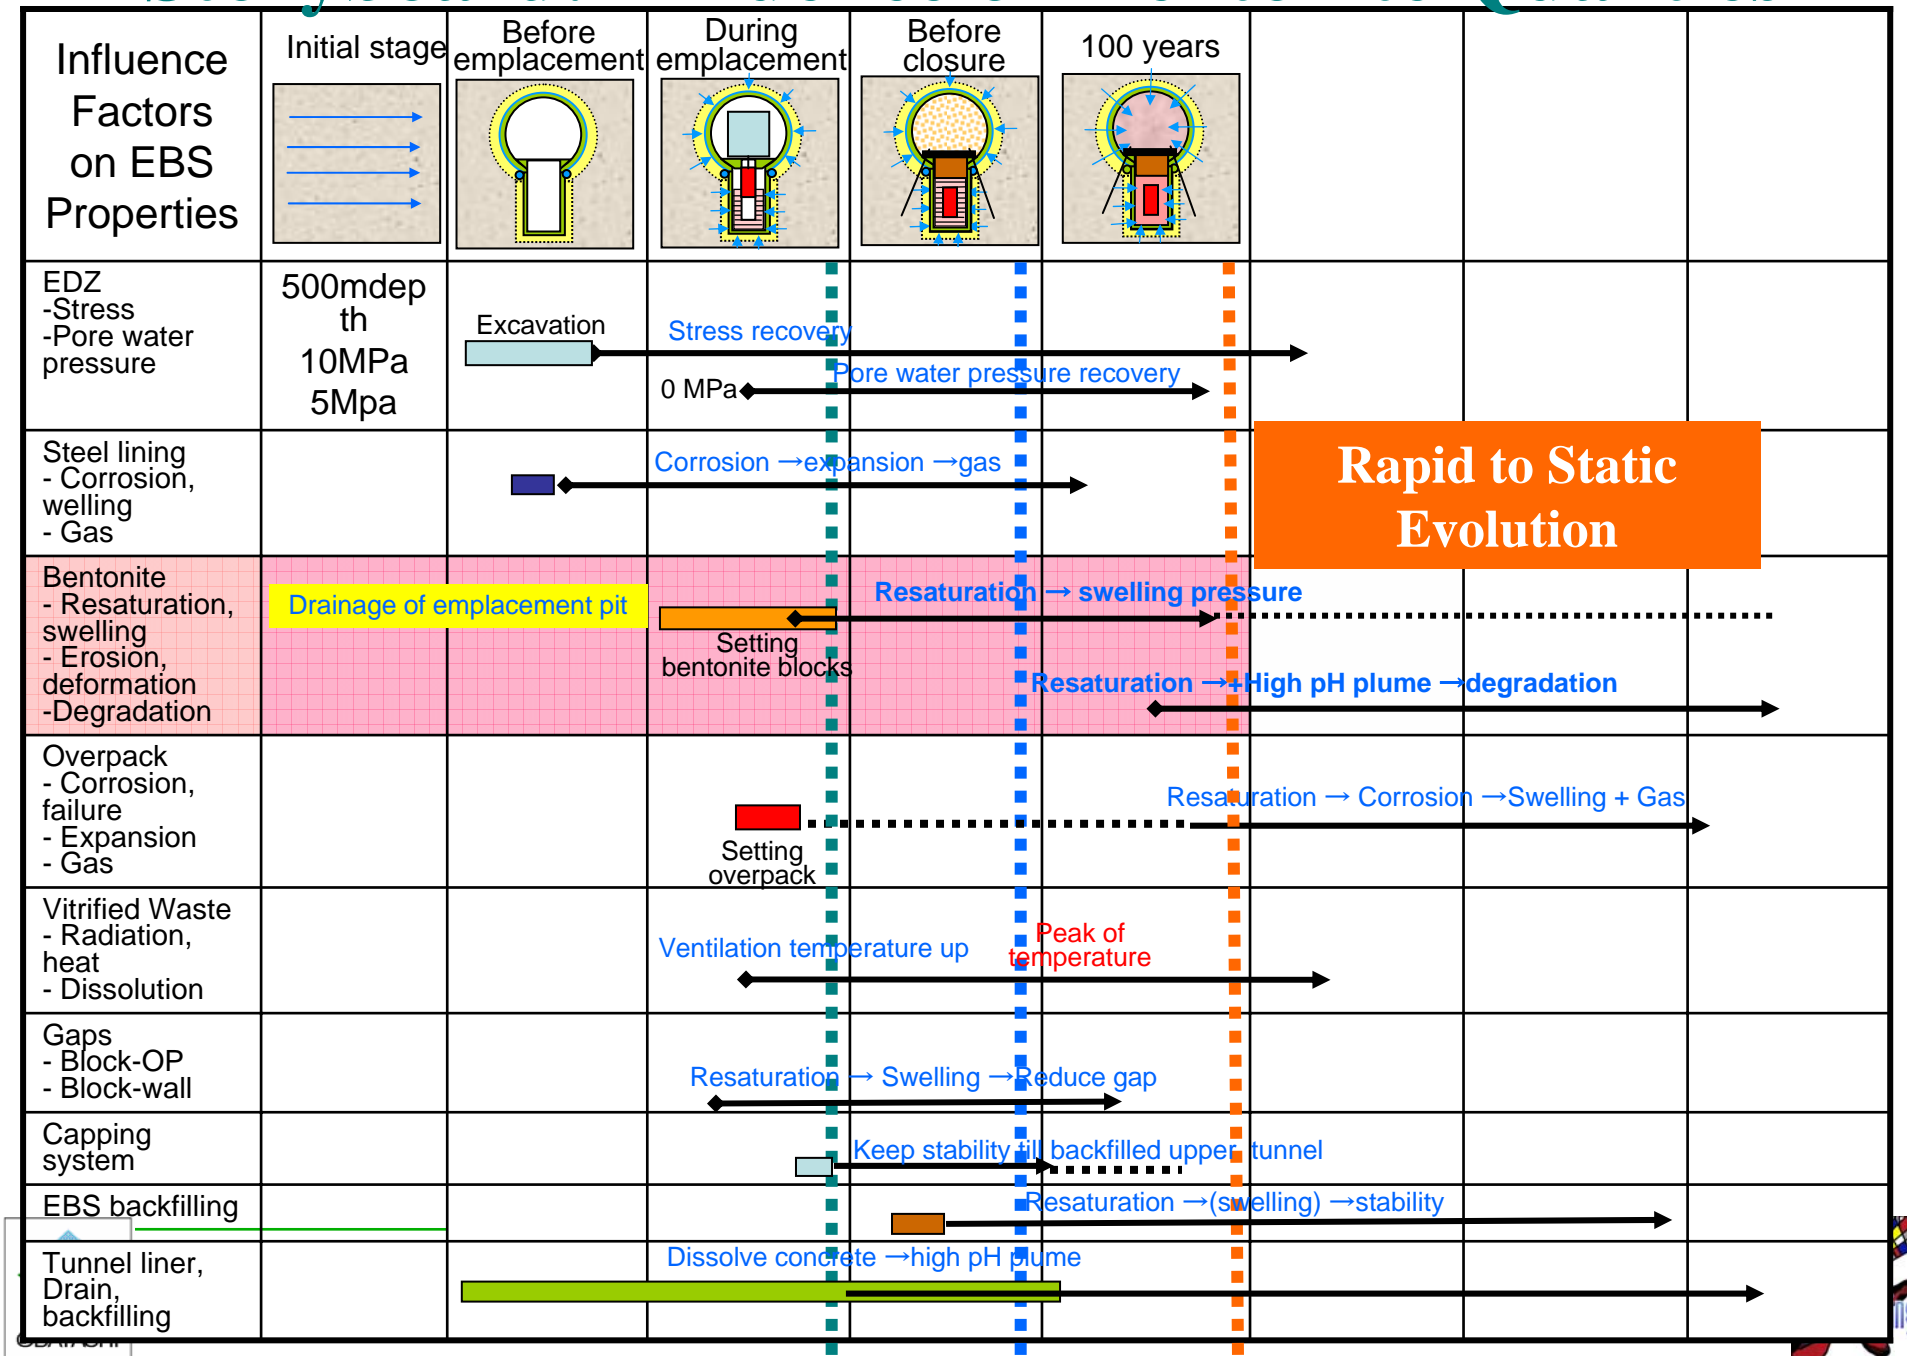 Influence
Factors
on EBS
Properties
Initial stage
Before
emplacement
During
emplacement
Before
closure
100 years
EDZ
-Stress
-Pore water
pressure
500mdep
th
10MPa
5Mpa
Excavation
Stress recovery
0 MPa
Pore water pressure recovery
Steel lining
- Corrosion,
welling
- Gas
Corrosion →expansion →gas
Rapid to Static
Evolution
Bentonite
- Resaturation,
swelling
- Erosion,
deformation
-Degradation
Drainage of emplacement pit
Setting
bentonite blocks
Resaturation → swelling pressure
Resaturation →+High pH plume →degradation
Overpack
- Corrosion,
failure
- Expansion
- Gas
Setting
overpack
Resaturation → Corrosion →Swelling + Gas
Vitrified Waste
- Radiation,
heat
- Dissolution
Ventilation temperature up
Peak of
temperature
Gaps
- Block-OP
- Block-wall
Resaturation → Swelling →Reduce gap
Capping
system
Keep stability till backfilled upper tunnel
EBS backfilling
Resaturation →(swelling) →stability
Tunnel liner,
Drain,
backfilling
Dissolve concrete →high pH plume